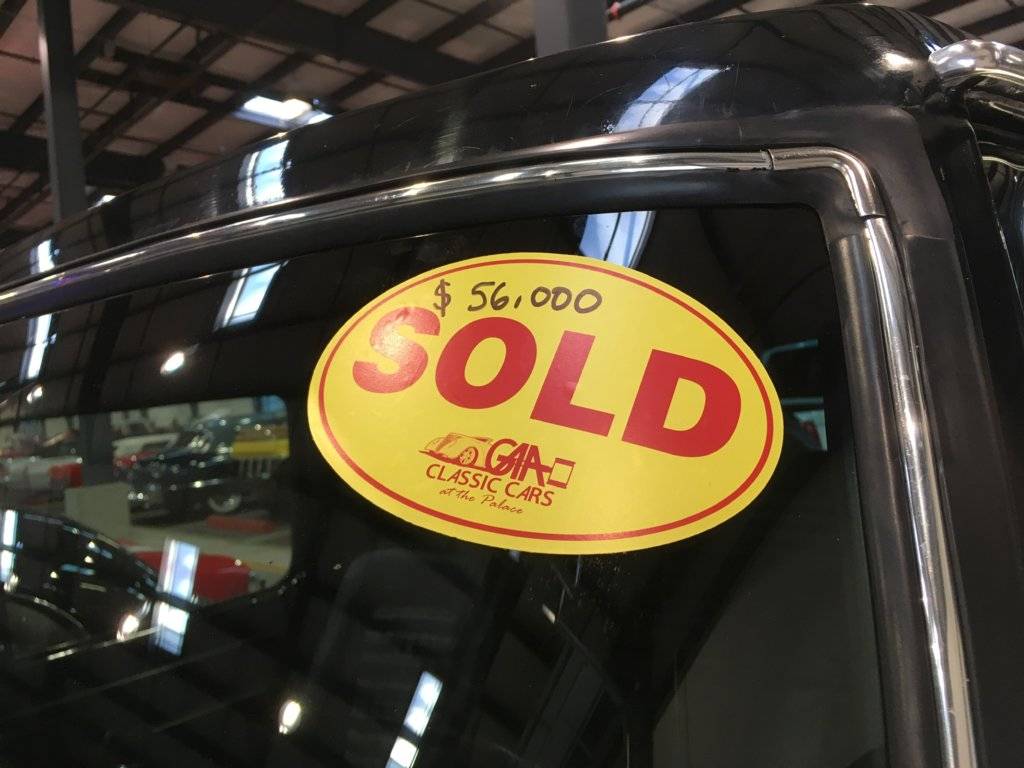 $ 56,000
SOLD
GAA
CLASSIC CARS
at the Palace